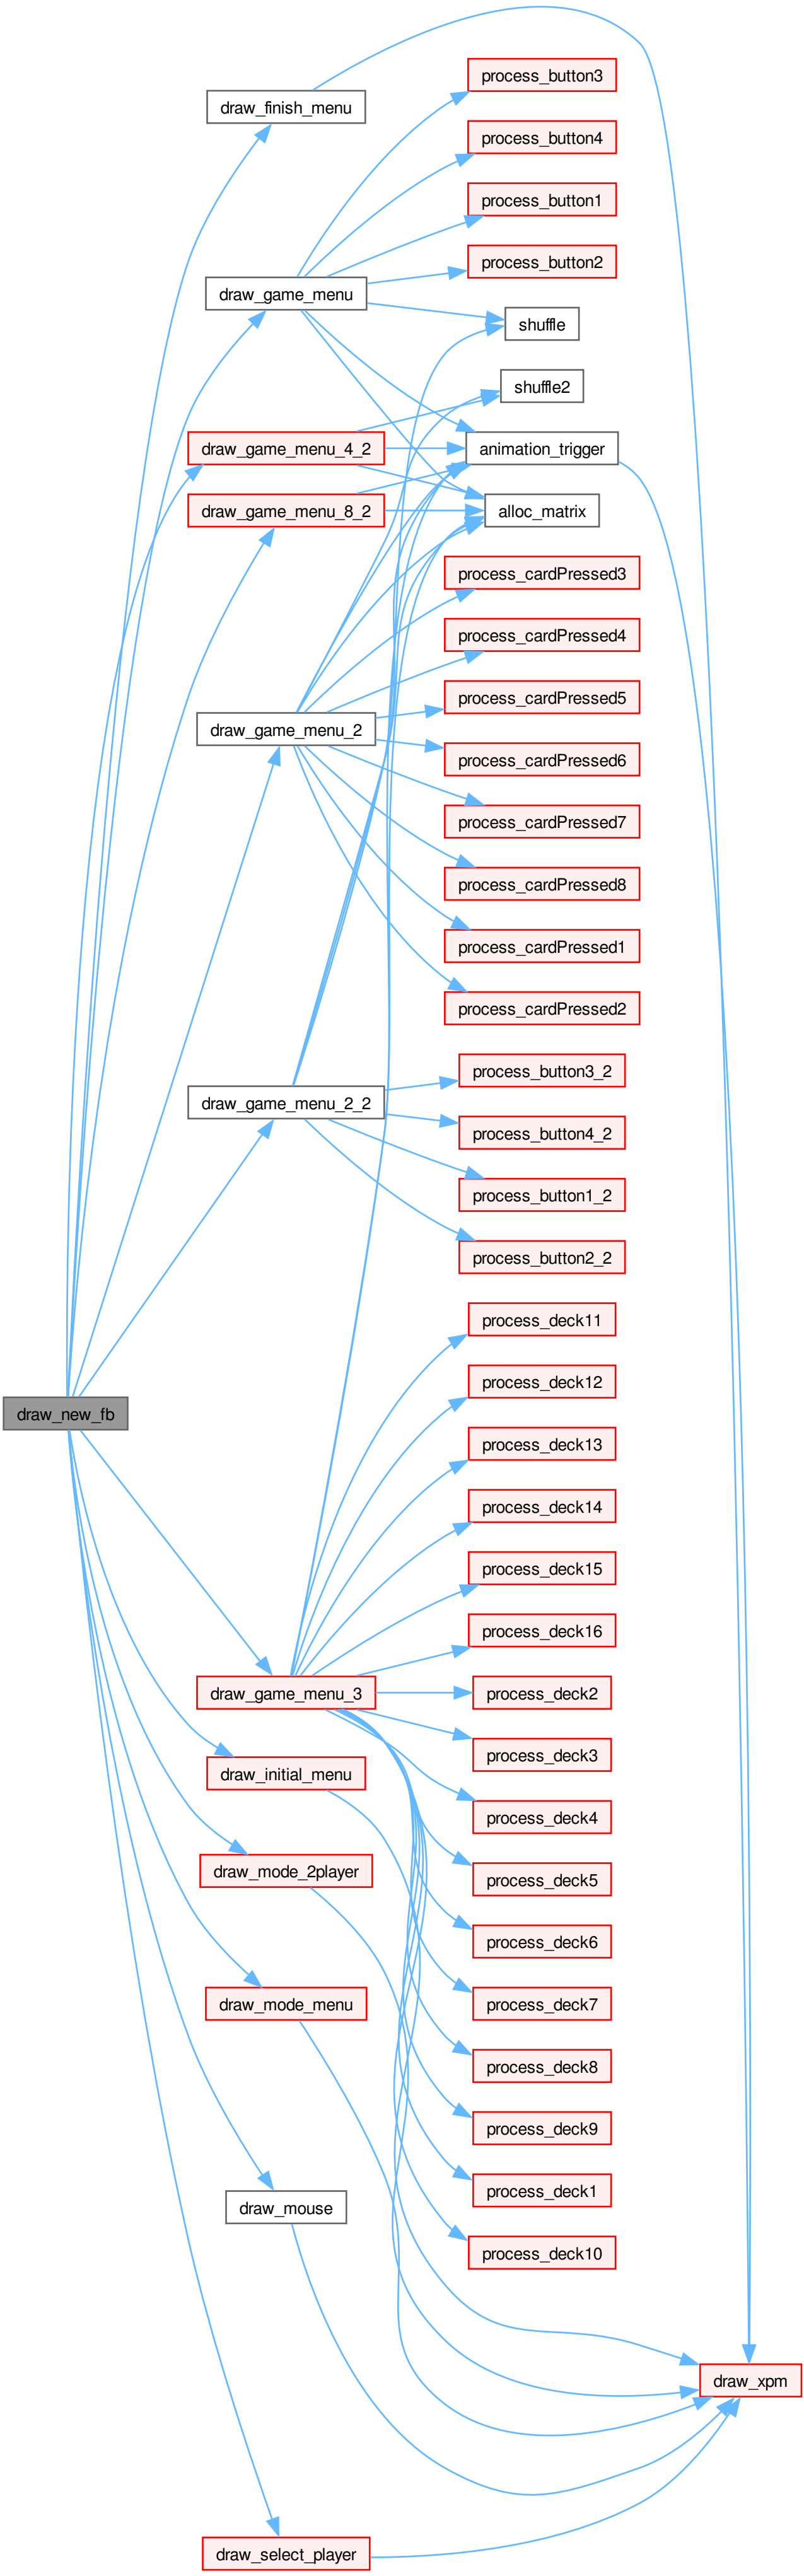 process_button3
draw_finish_menu
process_button4
process_button1
process_button2
draw_game_menu
shuffle
shuffle2
draw_game_menu_4_2
animation_trigger
draw_game_menu_8_2
alloc_matrix
process_cardPressed3
process_cardPressed4
process_cardPressed5
draw_game_menu_2
process_cardPressed6
process_cardPressed7
process_cardPressed8
process_cardPressed1
process_cardPressed2
process_button3_2
draw_game_menu_2_2
process_button4_2
process_button1_2
process_button2_2
process_deck11
process_deck12
draw_new_fb
process_deck13
process_deck14
process_deck15
process_deck16
draw_game_menu_3
process_deck2
process_deck3
draw_initial_menu
process_deck4
draw_mode_2player
process_deck5
process_deck6
draw_mode_menu
process_deck7
process_deck8
process_deck9
process_deck1
draw_mouse
process_deck10
draw_xpm
draw_select_player